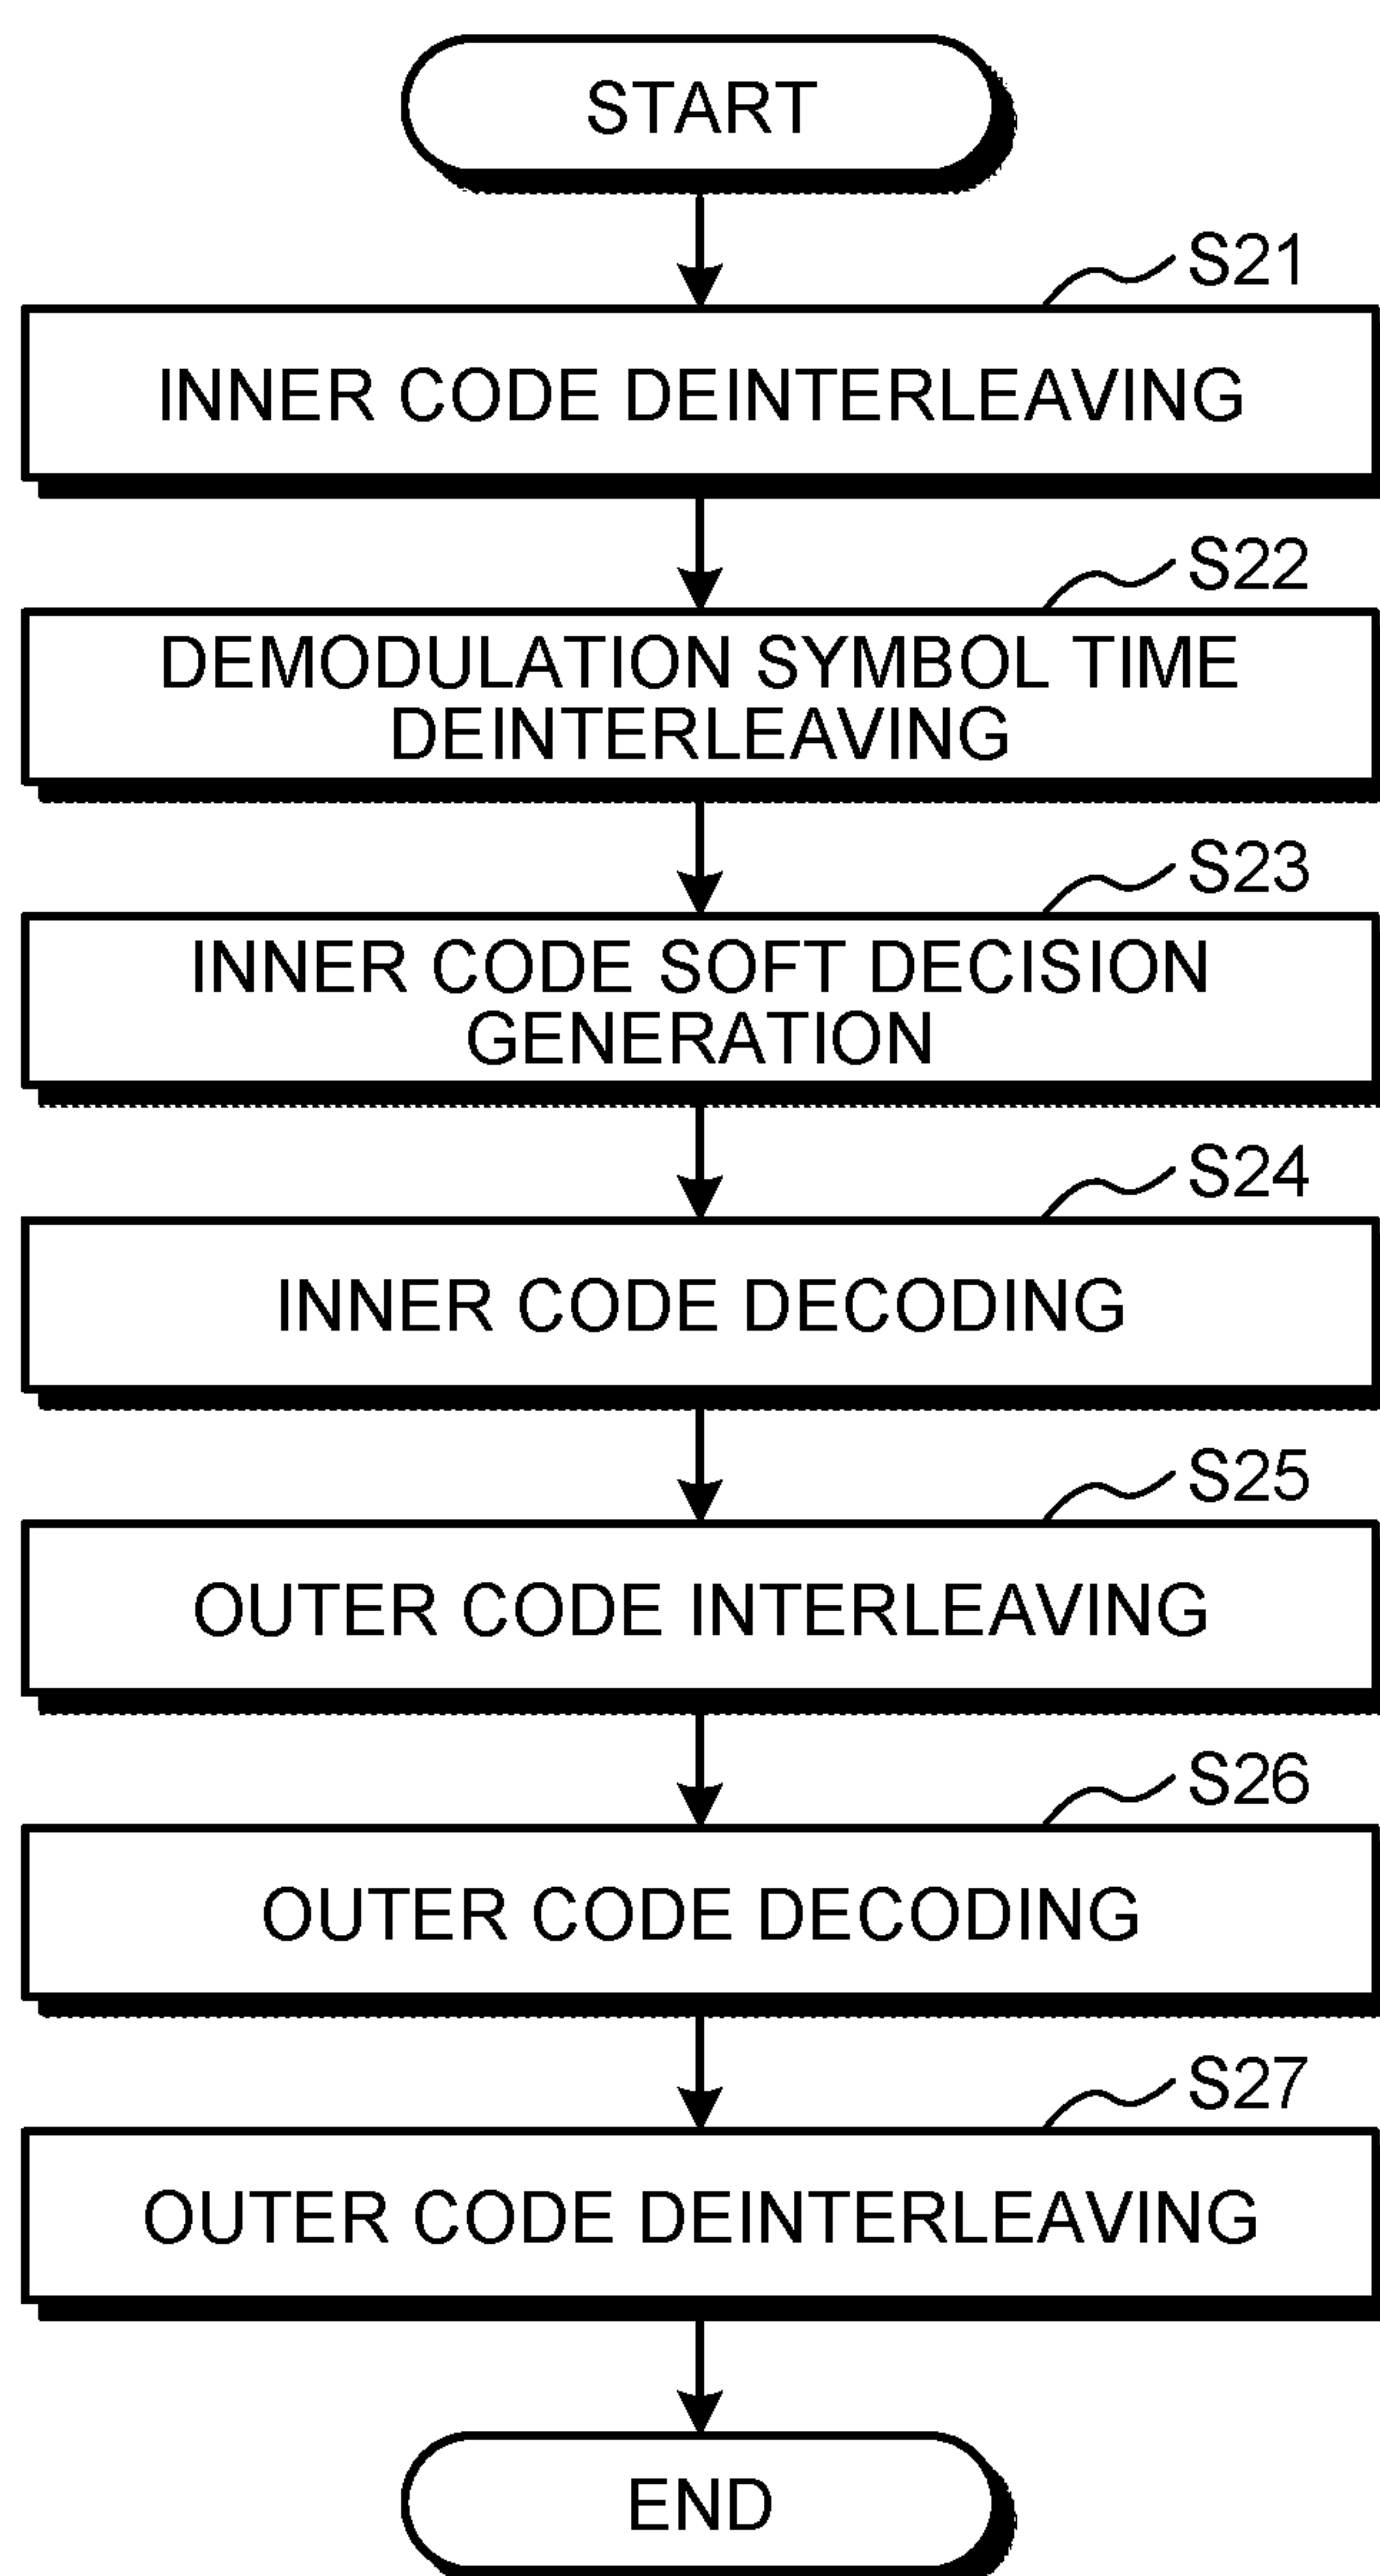 START
S21
INNER CODE DEINTERLEAVING
S22
DEMODULATION SYMBOL TIME
DEINTERLEAVING
S23
INNER CODE SOFT DECISION
GENERATION
S24
INNER CODE DECODING
S25
OUTER CODE INTERLEAVING
S26
OUTER CODE DECODING
S27
OUTER CODE DEINTERLEAVING
END